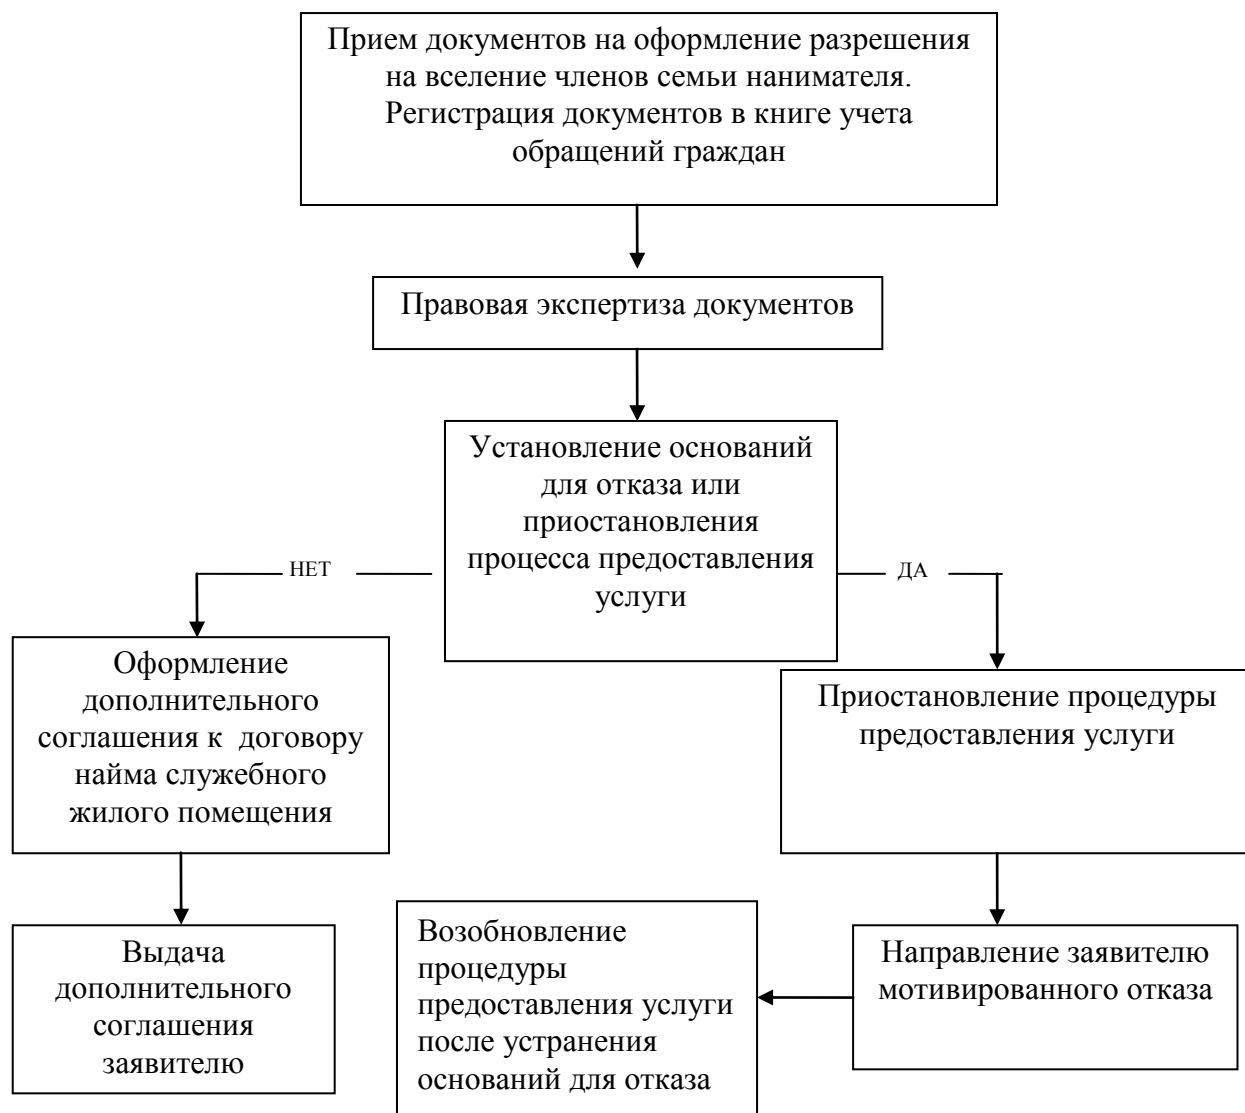 Прием документов на оформление разрешения
на вселение членов семьи нанимателя.
Регистрация документов в книге учета
обращений граждан
Правовая экспертиза документов
Установление оснований
для отказа или
приостановления
процесса предоставления
услуги
НЕТ
ДА
Оформление
дополнительного
соглашения к договору
найма служебного
жилого помещения
Приостановление процедуры
предоставления услуги
Выдача
дополнительного
соглашения
заявителю
Возобновление
процедуры
предоставления услуги
после устранения
оснований для отказа
Направление заявителю
мотивированного отказа